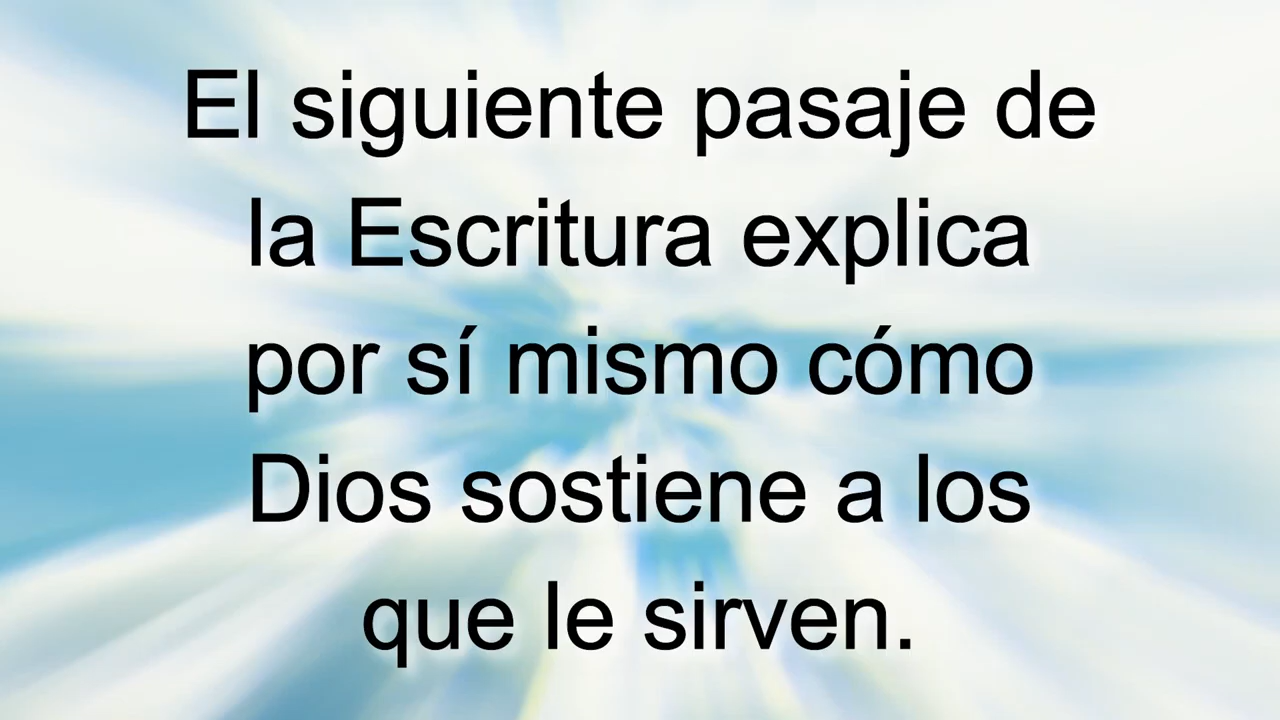 El siguiente pasaje de
la Escritura explica
por sí mismo cómo
Dios sostiene a los
que le sirven.